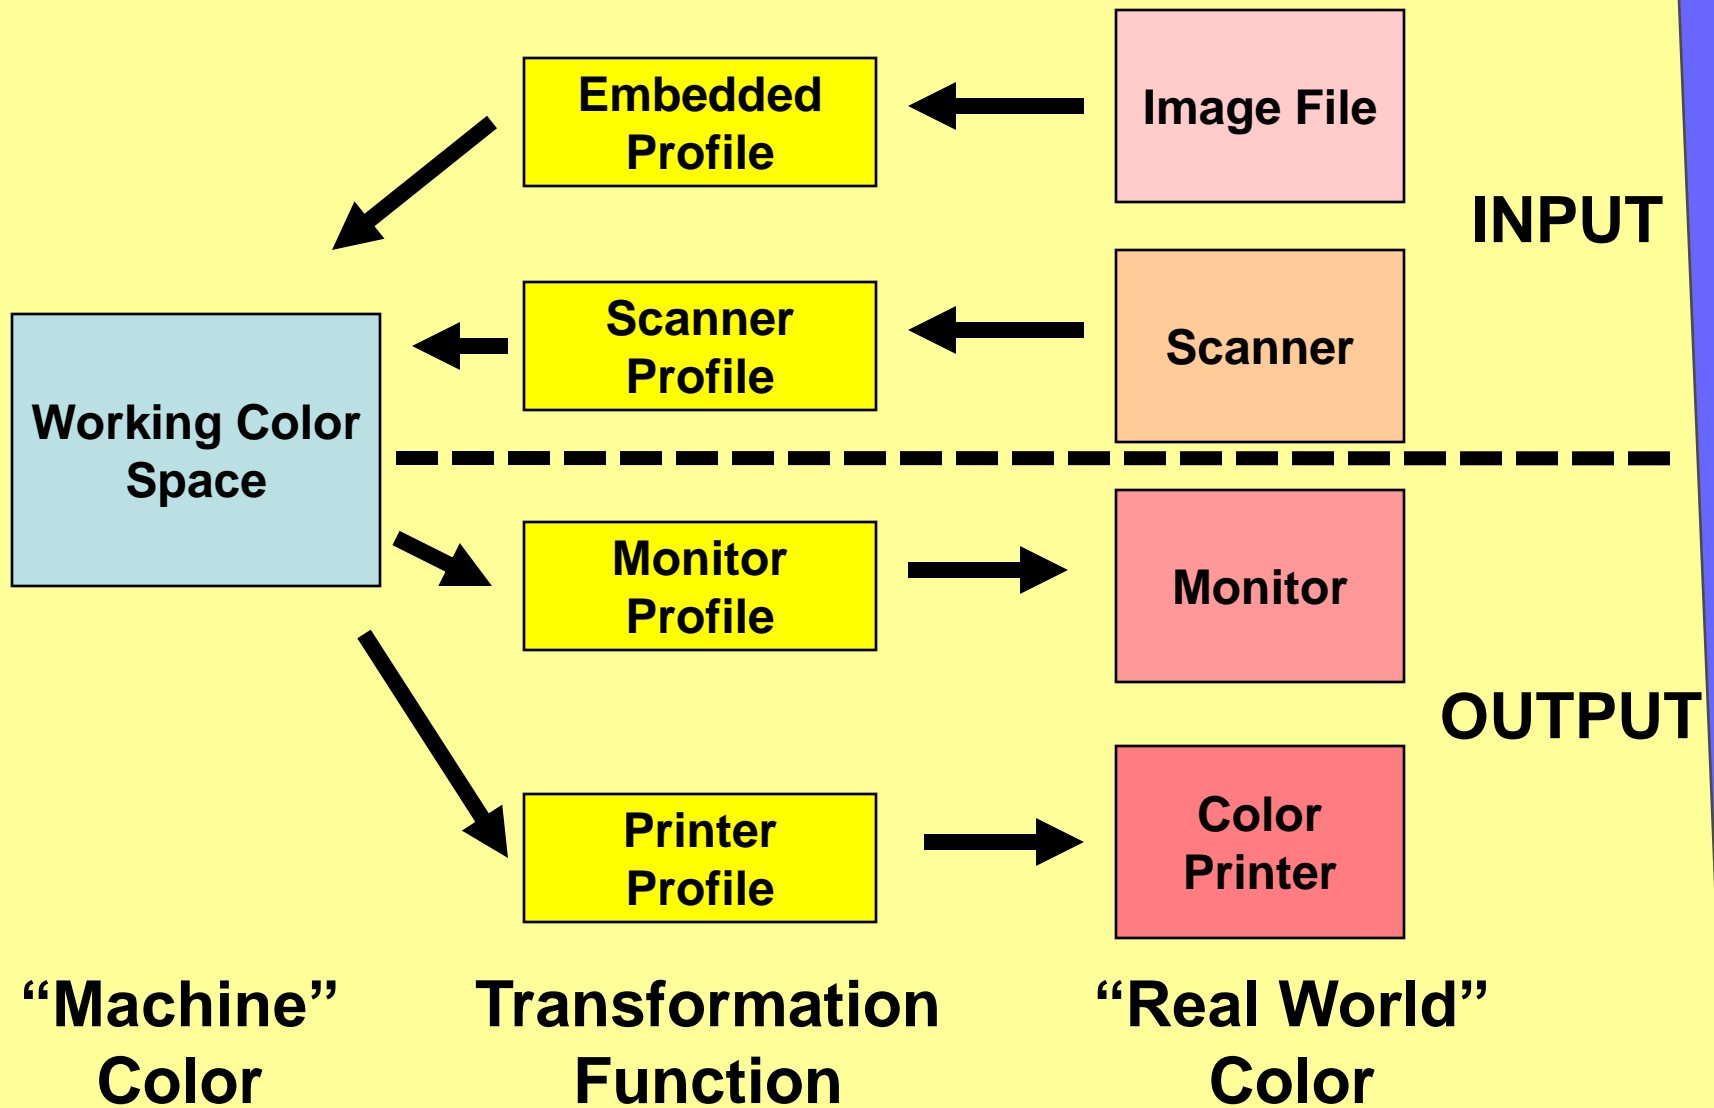 Embedded
Profile
Image File
INPUT
Scanner
Profile
Scanner
Working Color
Space
Monitor
Profile
Monitor
OUTPUT
Printer
Profile
Color
Printer
“Machine”
Color
Transformation
Function
“Real World”
Color